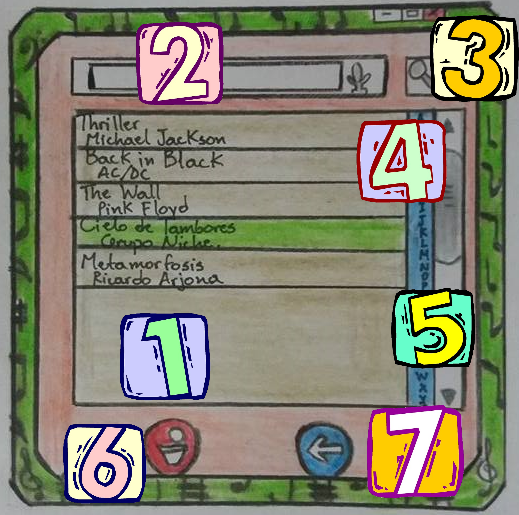 2
3
Thriller
Michael Jackson
4
Back in Black
AC/DC
The Wall
Pink Floyd
Cielo de Tambores
Gerupo Niche.
Metamorfosis
Ricardo Arjona
I
J
K
L
M
N
O
P
5
1
W
X
6
7